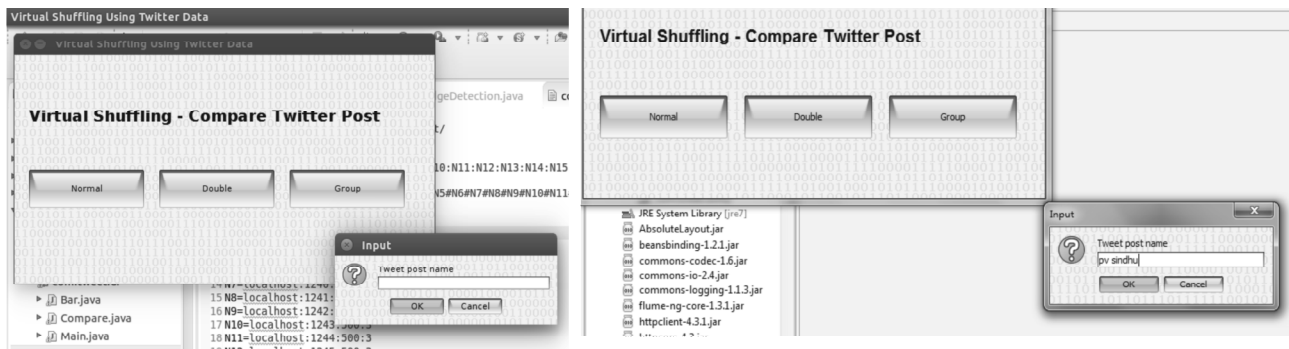 Virtual Shuffling Using Twitter Data
Virtual Shuffling Using Twitter Data
Virtual Shuffling - Compare Twitter Post
Normal
Double
Group
geDetection.java
t/
10:N11:N12:N13:N14:N15
N5#N6#N7#N8#N9#N10#N11
Input
Tweet post name
OK
Cancel
Bar.java
Compare.java
Main.java
14 N7=localhost:1240:
15 N8=localhost:1241:
16 N9=localhost:1242:
17 N10=localhost:1243:500:3
18 N11=localhost:1244:500:3
Virtual Shuffling - Compare Twitter Post
Normal
Double
Group
JRE System Library [jre7]
AbsoluteLayout.jar
beansbinding-1.2.1.jar
commons-codec-1.6.jar
commons-io-2.4.jar
commons-logging-1.1.3.jar
flume-ng-core-1.3.1.jar
httpclient-4.3.1.jar
Input
Tweet post name
pv sindhu
OK
Cancel